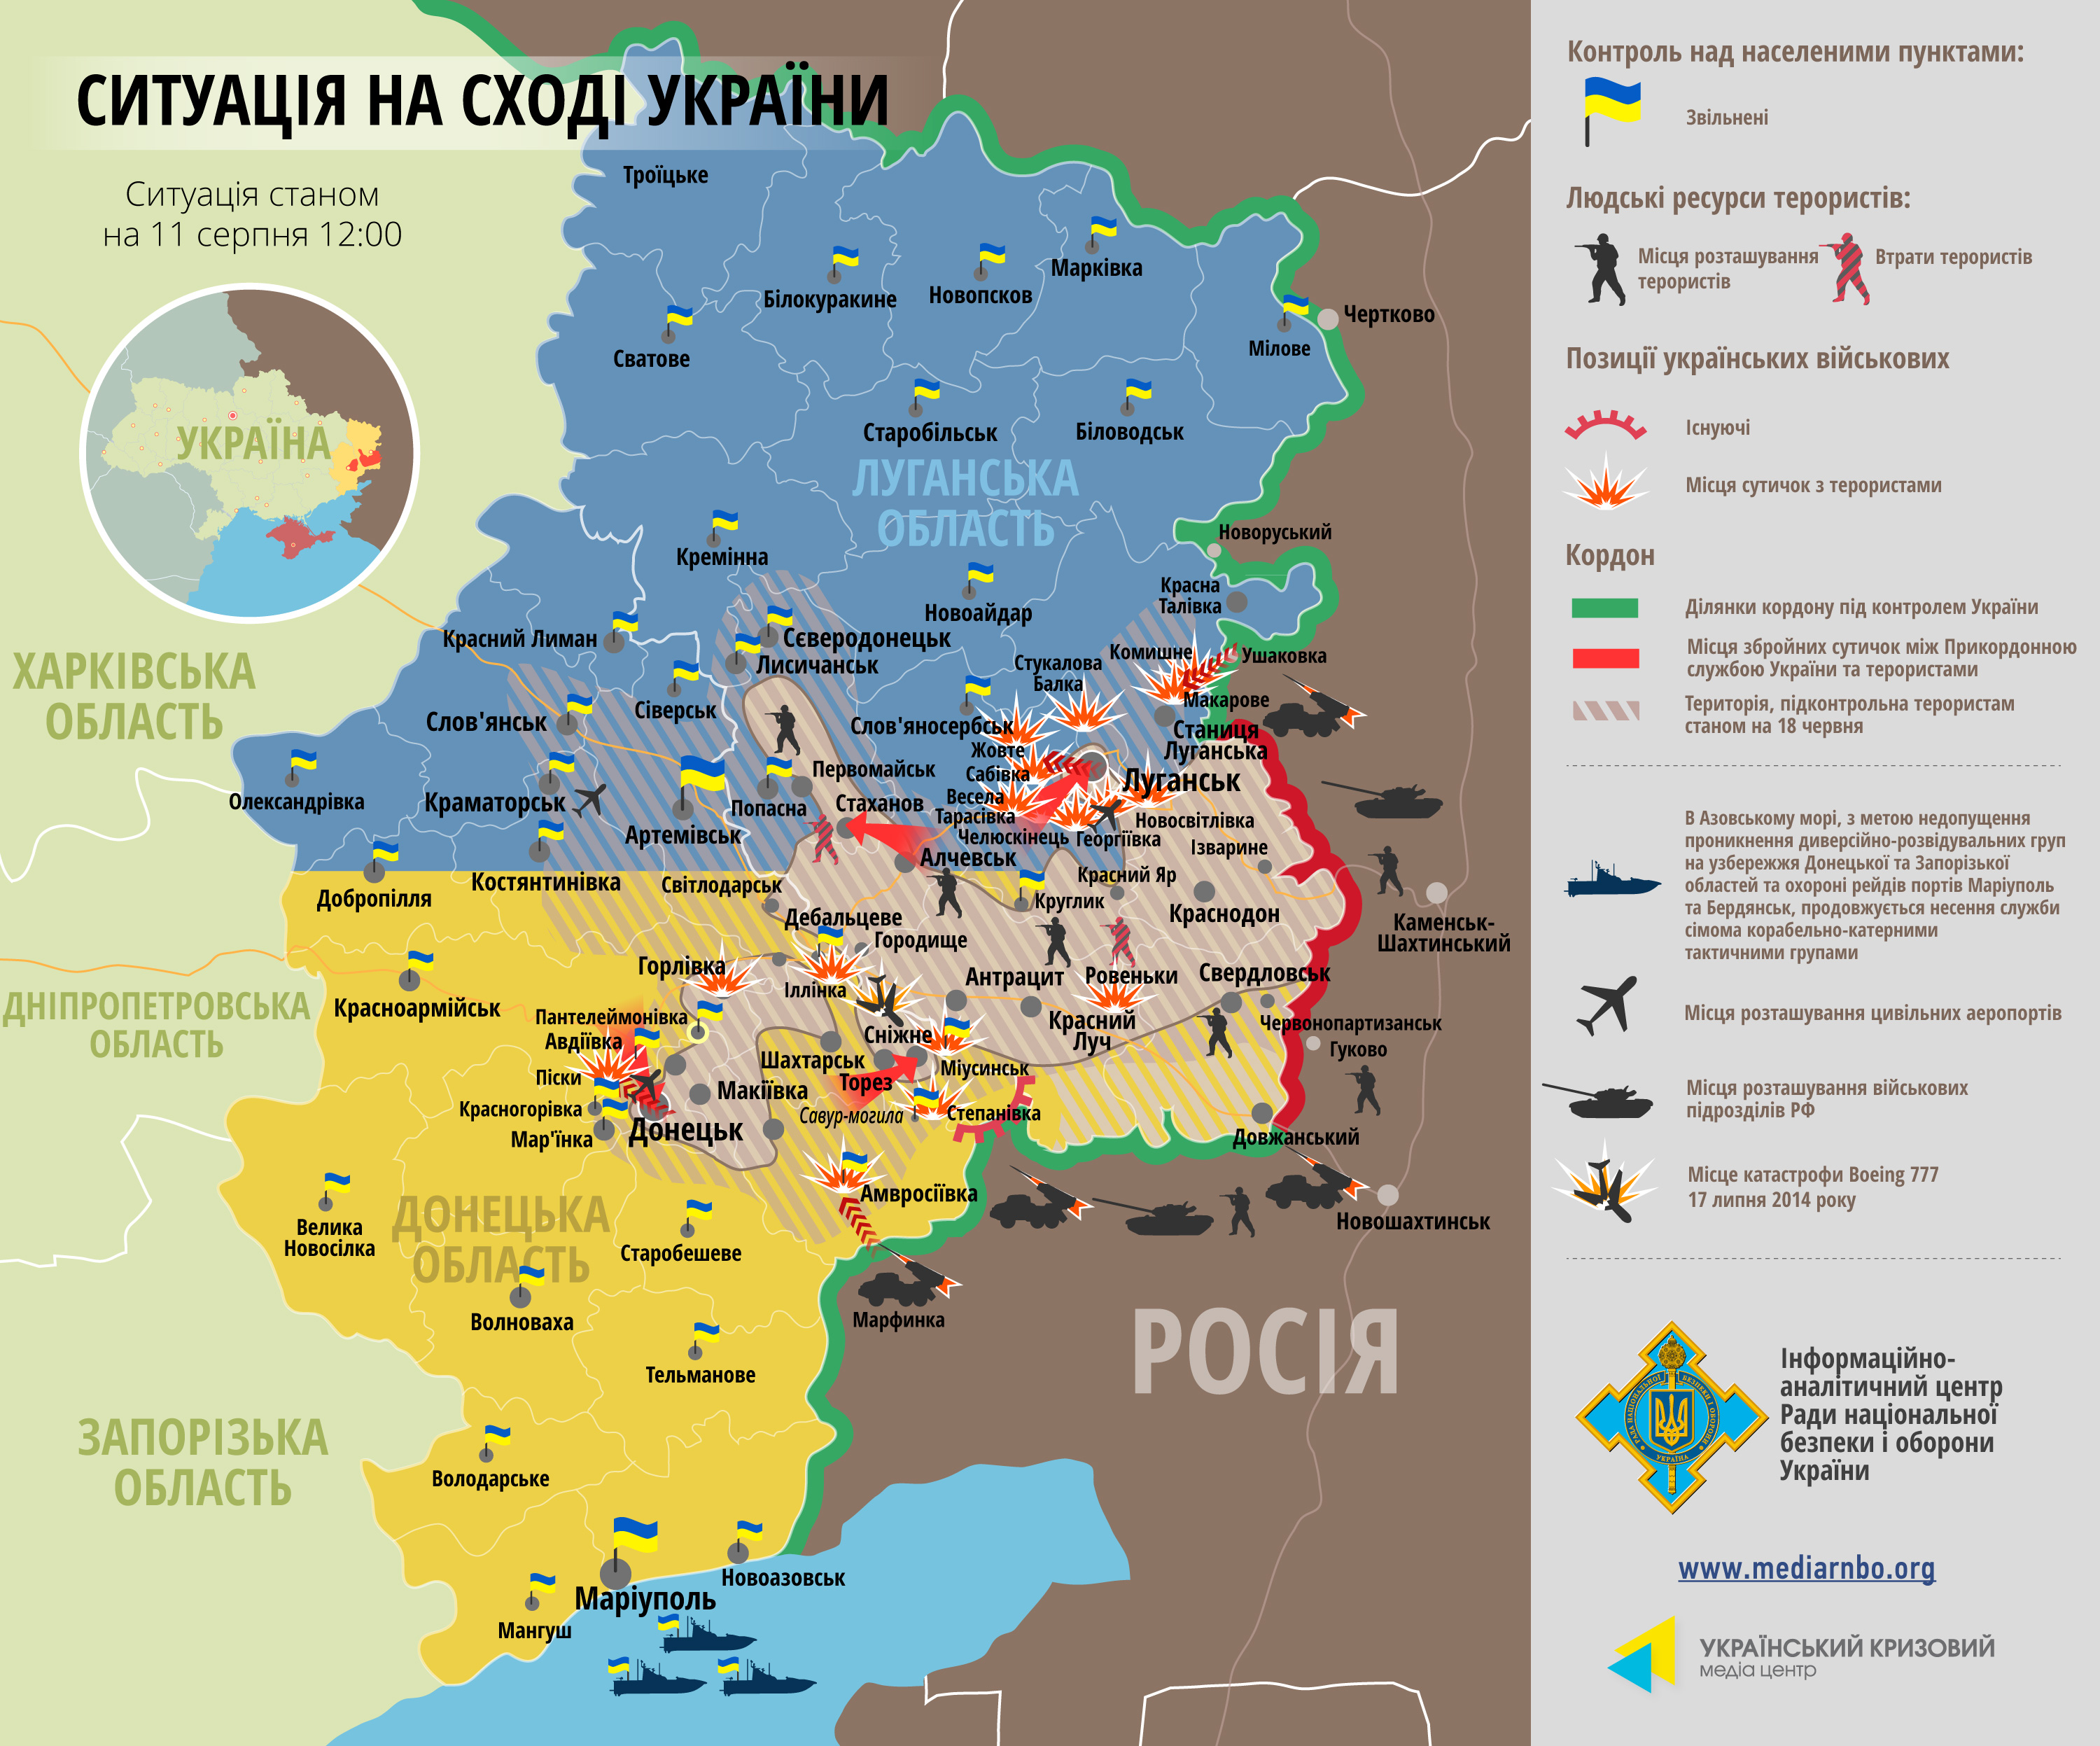 СИТУАЦІЯ НА СХОДІ УКРАЇНИ
Ситуація станом
на 11 серпня 12:00
УКРАЇНА
ХАРКІВСЬКА
ОБЛАСТЬ
ДНІПРОПЕТРОВСЬКА
ОБЛАСТЬ
ЗАПОРІЗЬКА
ОБЛАСТЬ
ЛУГАНСЬКА
ОБЛАСТЬ
ДОНЕЦЬКА
ОБЛАСТЬ
РОСІЯ
Троїцьке
Білокуракине
Новопсков
Марківка
Сватове
Мілове
Чертково
Старобільськ
Біловодськ
Кремінна
Новоруський
Новоайдар
Красна
Талівка
Красний Лиман
Сєверодонецьк
Лисичанськ
Стукалова
Балка
Комишне
Ушаковка
Макарове
Сіверськ
Слов'янськ
Слов'яносербськ
Станиця
Луганська
Жовте
Сабівка
Луганськ
Олександрівка
Краматорськ
Артемівськ
Попасна
Первомайськ
Стаханов
Весела
Тарасівка
Челюскінець
Георгіївка
Новосвітлівка
Ізварине
Алчевськ
Добропілля
Костянтинівка
Світлодарськ
Красний Яр
Круглик
Краснодон
Каменськ-
Шахтинський
Дебальцеве
Городище
Горлівка
Іллінка
Антрацит
Ровеньки
Свердловськ
Красноармійськ
Пантелеймонівка
Авдіївка
Сніжне
Красний
Луч
Червонопартизанськ
Гуково
Шахтарськ
Міусинськ
Піски
Торез
Макіївка
Красногорівка
Савур-могила
Степанівка
Мар'їнка
Донецьк
Довжанський
Амвросіївка
Новошахтинськ
Велика
Новосілка
Старобешеве
Волноваха
Марфинка
Тельманове
Володарське
Маріуполь
Новоазовськ
Мангуш
Контроль над населеними пунктами:
Звільнені
Людські ресурси терористів:
Місця розташування
терористів
Втрати терористів
Позиції українських військових
Існуючі
Місця сутичок з терористами
Кордон
Ділянки кордону під контролем України
Місця збройних сутичок між Прикордонною
службою України та терористами
Територія, підконтрольна терористам
станом на 18 червня
В Азовському морі, з метою недопущення
проникнення диверсійно-розвідувальних груп
на узбережжя Донецької та Запорізької
областей та охороні рейдів портів Маріуполь
та Бердянськ, продовжується несення служби
сімома корабельно-катерними
тактичними групами
Місця розташування цивільних аеропортів
Місця розташування військових
підрозділів РФ
Місце катастрофи Boeing 777
17 липня 2014 року
РАДА НАЦІОНАЛЬНОЇ БЕЗПЕКИ І ОБОРОНИ
УКРАЇНА
Інформаційно-
аналітичний центр
Ради національної
безпеки і оборони
України
www.mediarnbo.org
УКРАЇНСЬКИЙ КРИЗОВИЙ
медіа центр